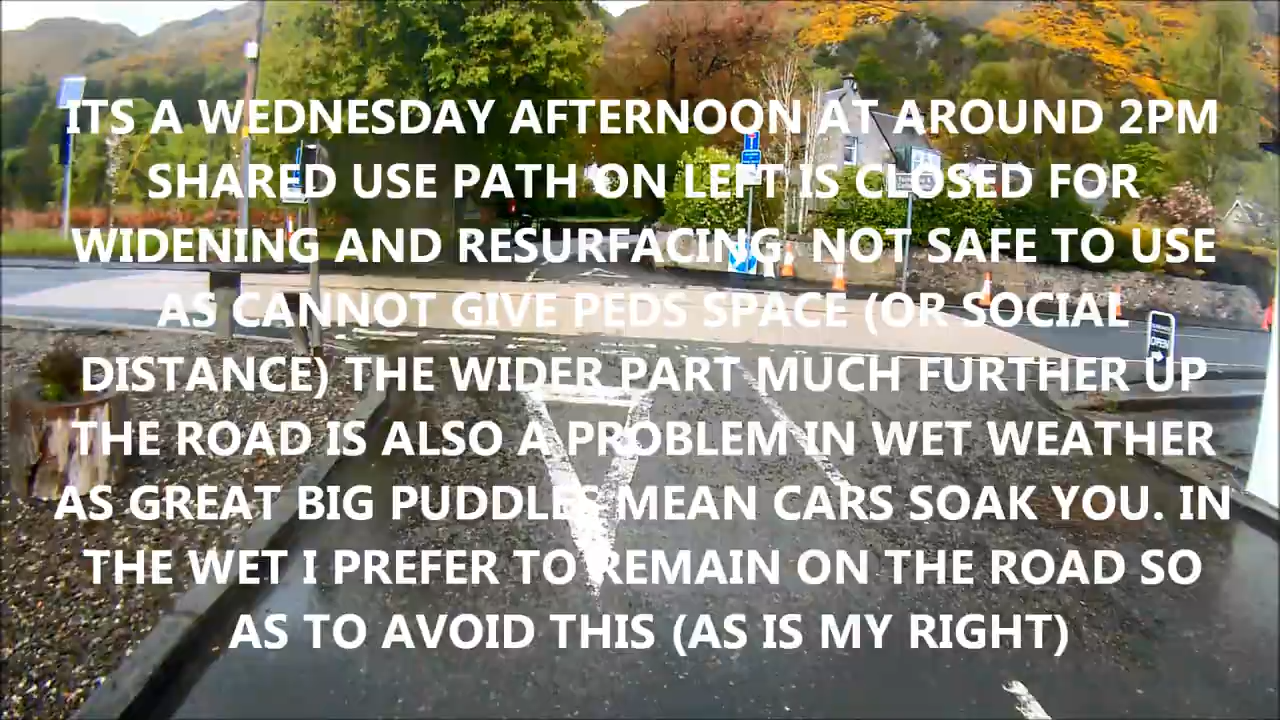 ITS A WEDNESDAY AFTERNOON AT AROUND 2PM
SHARED USE PATH ON LEFT IS CLOSED FOR
WIDENING AND RESURFACING, NOT SAFE TO USE
AS CANNOT GIVE PEDS SPACE (OR SOCIAL
DISTANCE) THE WIDER PART MUCH FURTHER UP
THE ROAD IS ALSO A PROBLEM IN WET WEATHER
AS GREAT BIG PUDDLES MEAN CARS SOAK YOU. IN
THE WET I PREFER TO REMAIN ON THE ROAD SO
AS TO AVOID THIS (AS IS MY RIGHT)
OPEN